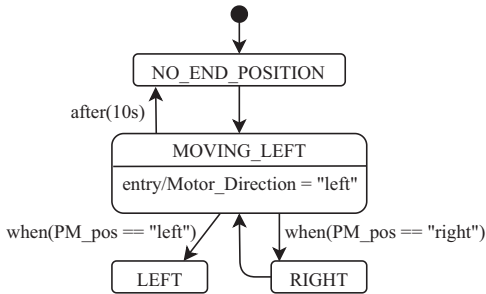 NO_END_POSITION
after(10s)
MOVING_LEFT
entry/Motor_Direction = "left"
when(PM_pos == "left")
when(PM_pos == "right")
LEFT
RIGHT